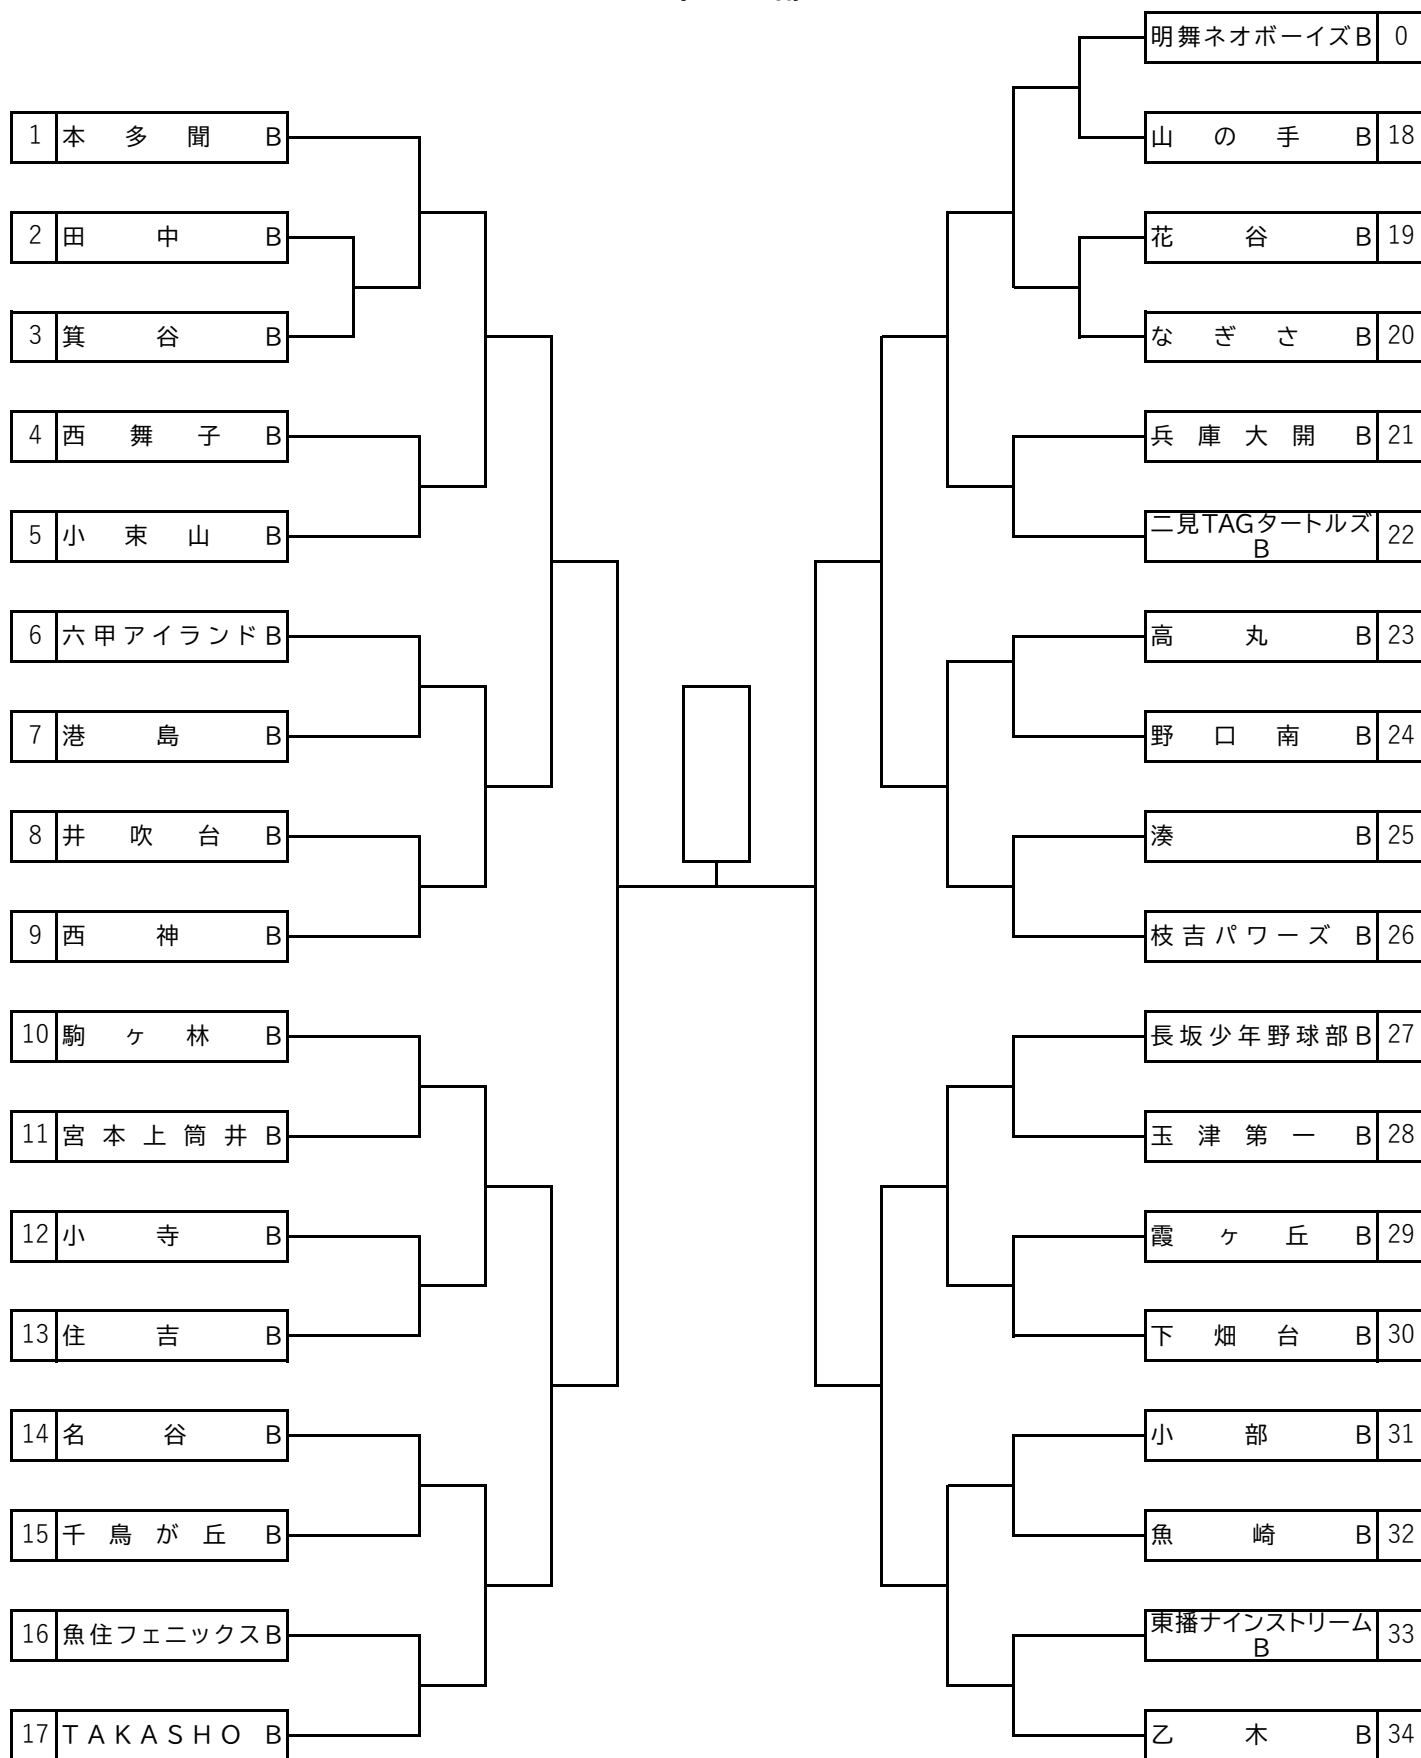 1 本多聞 B
2 田中 B
3 箕谷 B
4 西舞子 B
5 小束山 B
6 六甲アイランド B
7 港島 B
8 井吹台 B
9 西神 B
10 駒ヶ林 B
11 宮本上筒井 B
12 小寺 B
13 住吉 B
14 名谷 B
15 千鳥が丘 B
16 魚住フェニックス B
17 TAKASHO B
明舞ネオボーイズ B 0
山の手 B 18
花谷 B 19
なぎさ B 20
兵庫大開 B 21
二見TAGタートルズ
B 22
高丸 B 23
野口南 B 24
湊 B 25
枝吉パワーズ B 26
長坂少年野球部 B 27
玉津第一 B 28
霞ヶ丘 B 29
下畑台 B 30
小部 B 31
魚崎 B 32
東播ナインストリーム
B 33
乙木 B 34